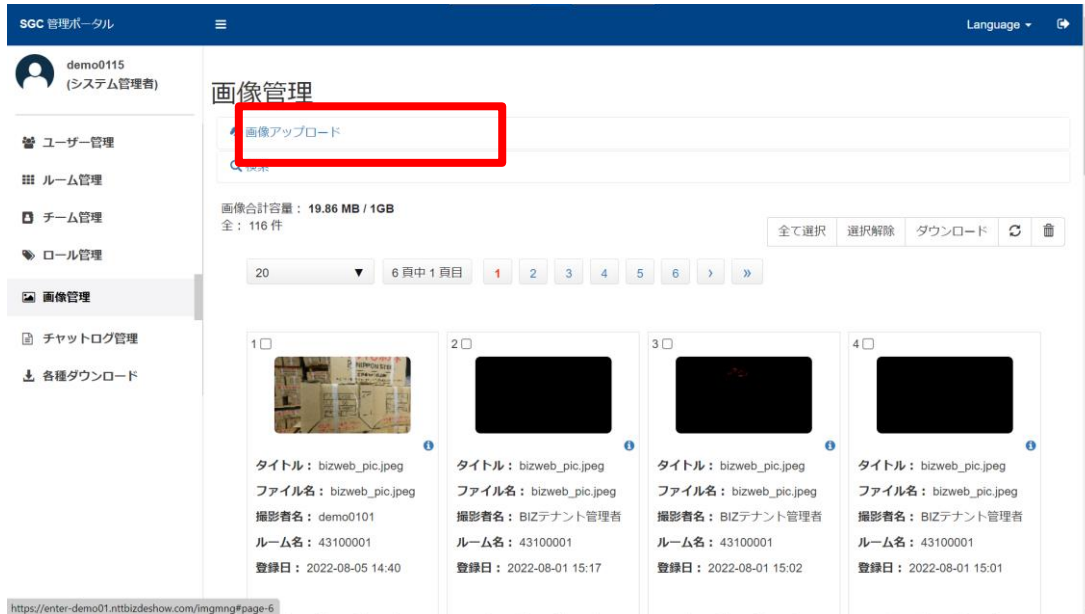 SGC 管理ポータル
Language
demo0115
(システム管理者)
ユーザー管理
ルーム管理
チーム管理
ロール管理
画像管理
チャットログ管理
各種ダウンロード
画像管理
画像アップロード
画像合計容量： 19.86 MB / 1GB
全： 116 件
全て選択 選択解除 ダウンロード
20 ▼ 6 頁中 1 頁目 1 2 3 4 5 6 › »
1 2 3 4
タイトル： bizweb_pic.jpeg
ファイル名： bizweb_pic.jpeg
撮影者名： demo0101
ルーム名： 43100001
登録日： 2022-08-05 14:40
タイトル： bizweb_pic.jpeg
ファイル名： bizweb_pic.jpeg
撮影者名： BIZテナント管理者
ルーム名： 43100001
登録日： 2022-08-01 15:17
タイトル： bizweb_pic.jpeg
ファイル名： bizweb_pic.jpeg
撮影者名： BIZテナント管理者
ルーム名： 43100001
登録日： 2022-08-01 15:02
タイトル： bizweb_pic.jpeg
ファイル名： bizweb_pic.jpeg
撮影者名： BIZテナント管理者
ルーム名： 43100001
登録日： 2022-08-01 15:01
https://enter-demo01.nttbizdeshow.com/imgmng#page-6